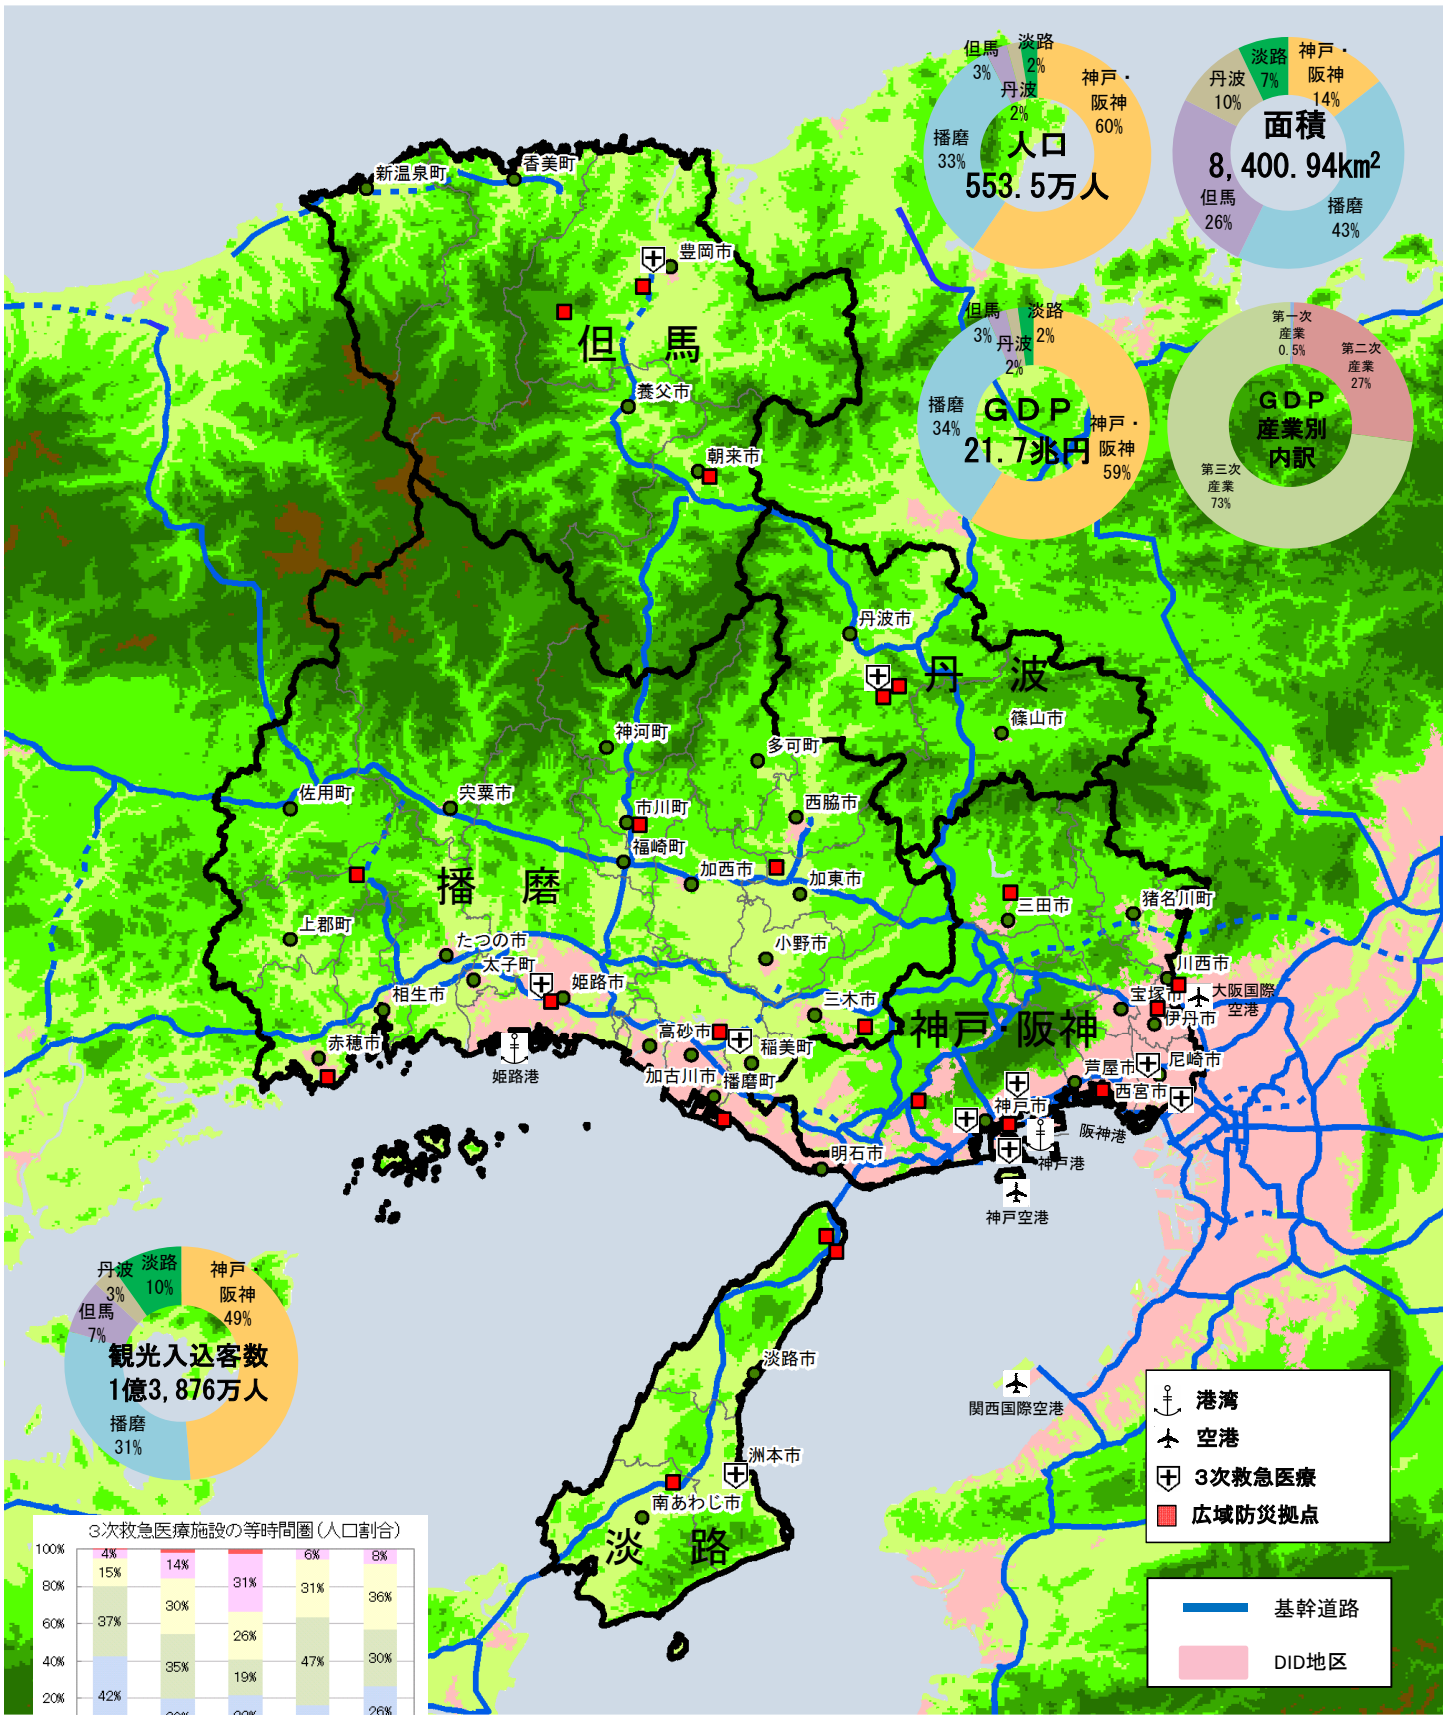 但馬
3%
淡路
2%
丹波
2%
神戸・
阪神
60%
播磨
33%
人口
553.5万人
淡路
7%
神戸・
阪神
14%
丹波
10%
面積
8,400.94km²
但馬
26%
播磨
43%
但馬
3%
淡路
2%
丹波
2%
播磨
34%
GDP
21.7兆円
神戸・
阪神
59%
第一次
産業
0.5%
第二次
産業
27%
GDP
産業別
内訳
第三次
産業
73%
新温泉町
香美町
豊岡市
但 馬
養父市
朝来市
丹波市
丹 波
篠山市
神河町
多可町
佐用町
宍粟市
市川町
西脇市
福崎町
播 磨
加西市
加東市
三田市
猪名川町
上郡町
たつの市
小野市
太子町
姫路市
川西市
相生市
三木市
宝塚市
大阪国際
空港
伊丹市
神戸・阪神
赤穂市
高砂市
稲美町
姫路港
芦屋市
尼崎市
加古川市
播磨町
西宮市
神戸市
阪神港
明石市
神戸港
神戸空港
丹波
3%
淡路
10%
神戸・
阪神
49%
但馬
7%
観光入込客数
1億3,876万人
播磨
31%
淡路市
関西国際空港
洲本市
南あわじ市
淡 路
港湾
空港
3次救急医療
広域防災拠点
基幹道路
DID地区
3次救急医療施設の等時間圏(人口割合)
100%
80%
60%
40%
20%
4%
15%
37%
42%
14%
30%
35%
31%
26%
19%
6%
31%
47%
8%
36%
30%
26%